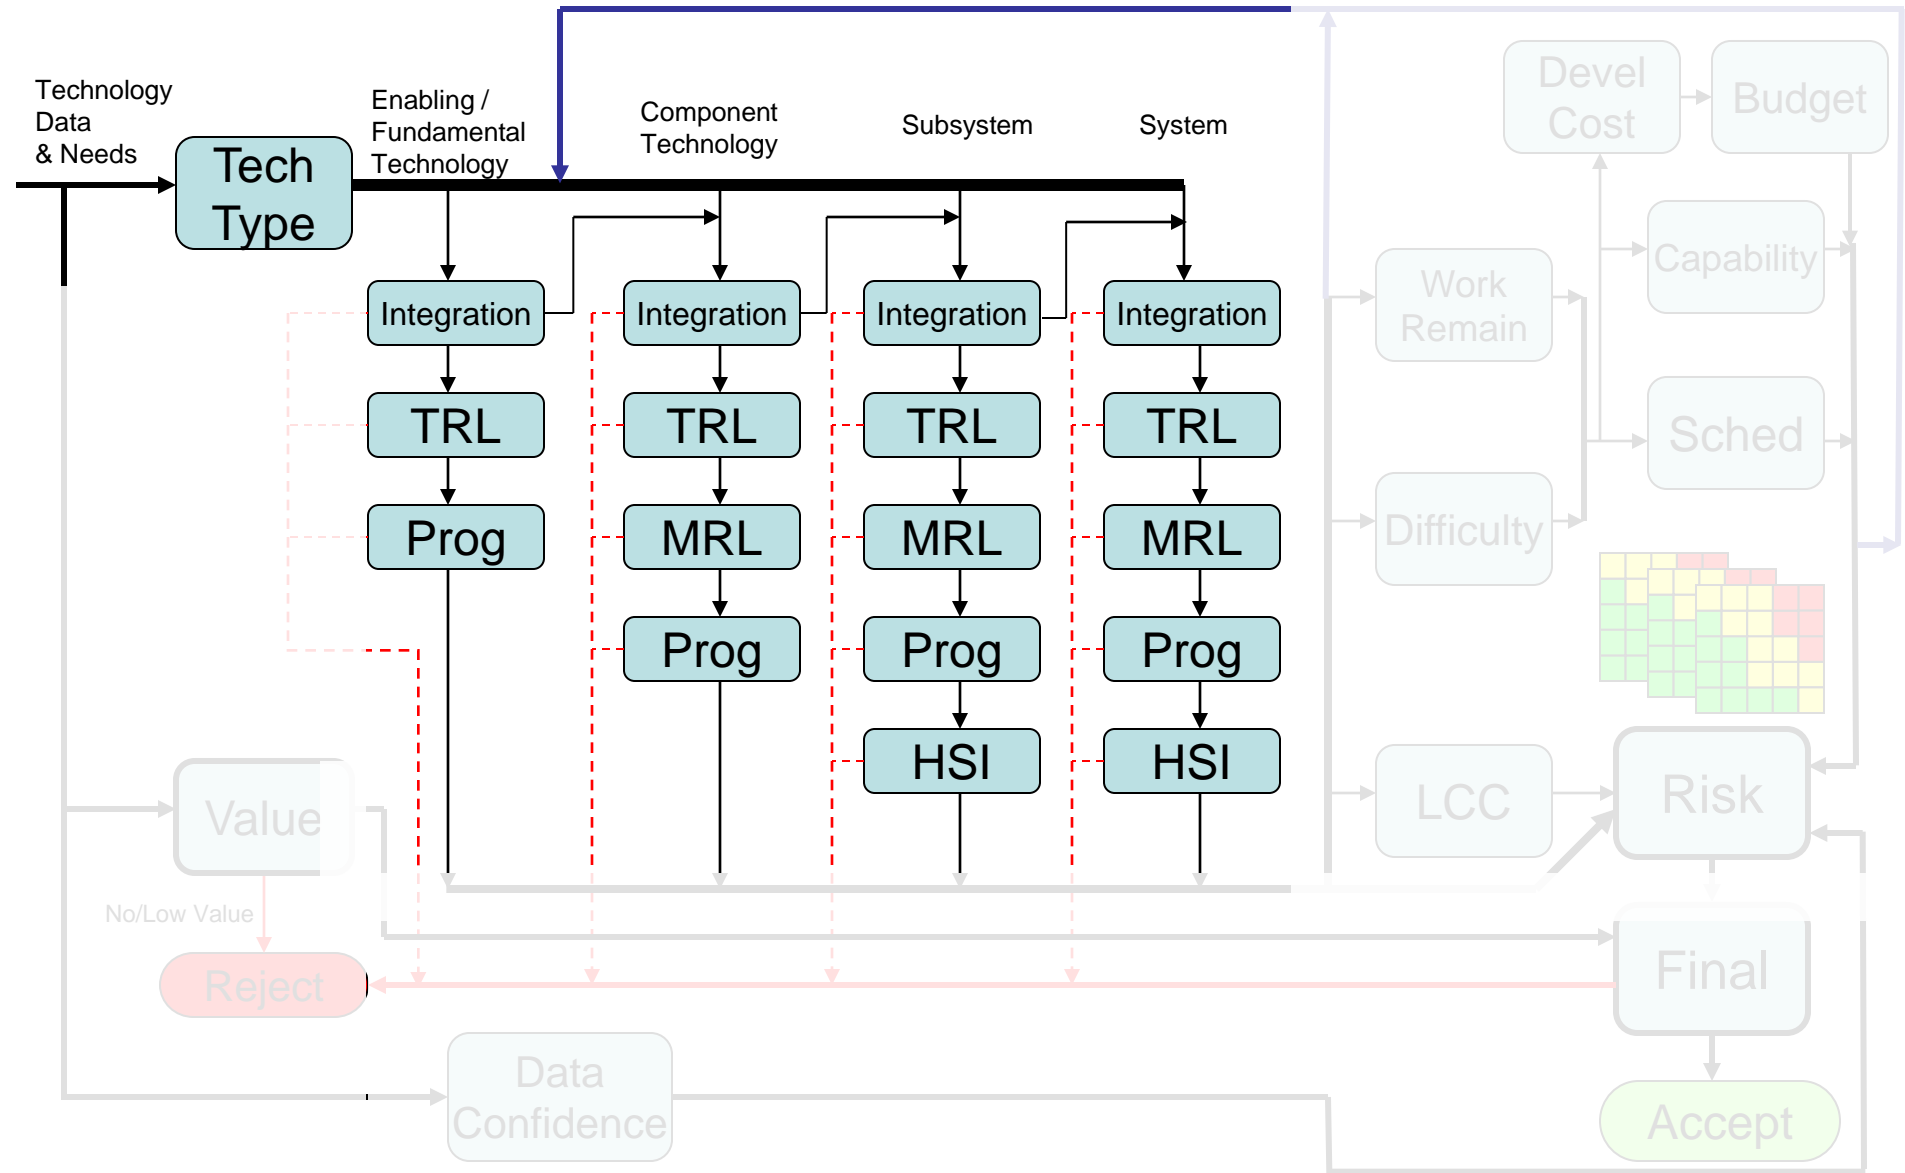 Technology
Data
& Needs
Tech
Type
Enabling /
Fundamental
Technology
Component
Technology
Subsystem
System
Integration
TRL
Prog
Integration
TRL
MRL
Prog
Integration
TRL
MRL
Prog
HSI
Integration
TRL
MRL
Prog
HSI
Devel
Cost
Budget
Work
Remain
Capability
Sched
Difficulty
LCC
Risk
Value
No/Low Value
Reject
Final
Data
Confidence
Accept